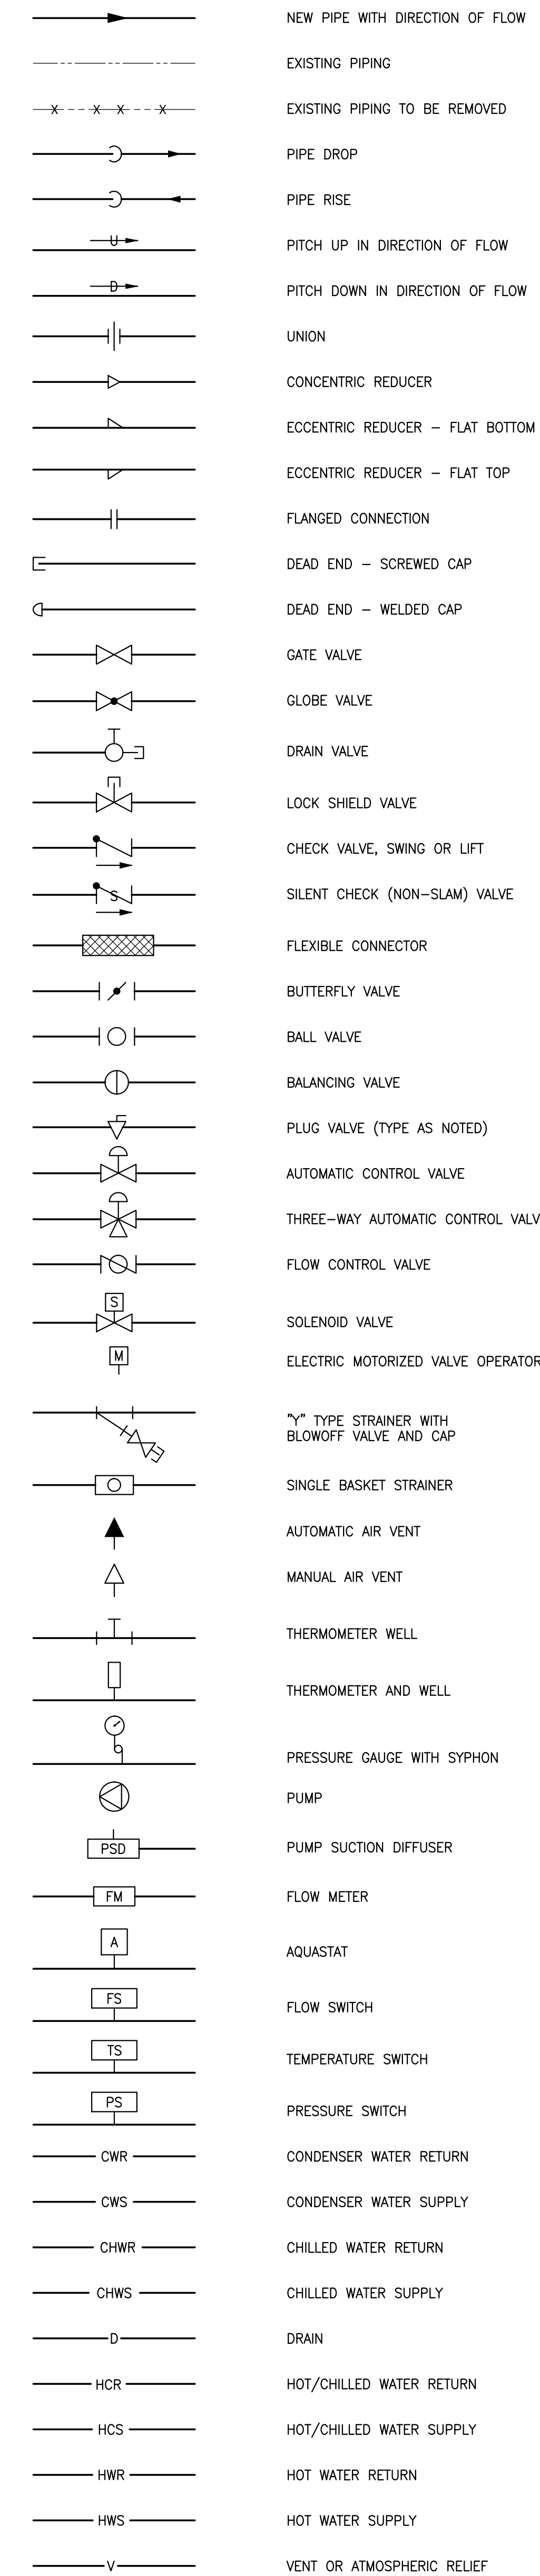 NEW PIPE WITH DIRECTION OF FLOW
EXISTING PIPING
X X X X EXISTING PIPING TO BE REMOVED
PIPE DROP
PIPE RISE
U PITCH UP IN DIRECTION OF FLOW
D PITCH DOWN IN DIRECTION OF FLOW
UNION
CONCENTRIC REDUCER
ECCENTRIC REDUCER – FLAT BOTTOM
ECCENTRIC REDUCER – FLAT TOP
FLANGED CONNECTION
DEAD END – SCREWED CAP
DEAD END – WELDED CAP
GATE VALVE
GLOBE VALVE
DRAIN VALVE
LOCK SHIELD VALVE
CHECK VALVE, SWING OR LIFT
S SILENT CHECK (NON–SLAM) VALVE
FLEXIBLE CONNECTOR
BUTTERFLY VALVE
BALL VALVE
BALANCING VALVE
PLUG VALVE (TYPE AS NOTED)
AUTOMATIC CONTROL VALVE
THREE–WAY AUTOMATIC CONTROL VALV
FLOW CONTROL VALVE
S SOLENOID VALVE
M ELECTRIC MOTORIZED VALVE OPERATOR
"Y" TYPE STRAINER WITH
BLOWOFF VALVE AND CAP
SINGLE BASKET STRAINER
AUTOMATIC AIR VENT
MANUAL AIR VENT
THERMOMETER WELL
THERMOMETER AND WELL
PRESSURE GAUGE WITH SYPHON
PUMP
PSD PUMP SUCTION DIFFUSER
FM FLOW METER
A AQUASTAT
FS FLOW SWITCH
TS TEMPERATURE SWITCH
PS PRESSURE SWITCH
CWR CONDENSER WATER RETURN
CWS CONDENSER WATER SUPPLY
CHWR CHILLED WATER RETURN
CHWS CHILLED WATER SUPPLY
D DRAIN
HCR HOT/CHILLED WATER RETURN
HCS HOT/CHILLED WATER SUPPLY
HWR HOT WATER RETURN
HWS HOT WATER SUPPLY
V VENT OR ATMOSPHERIC RELIEF